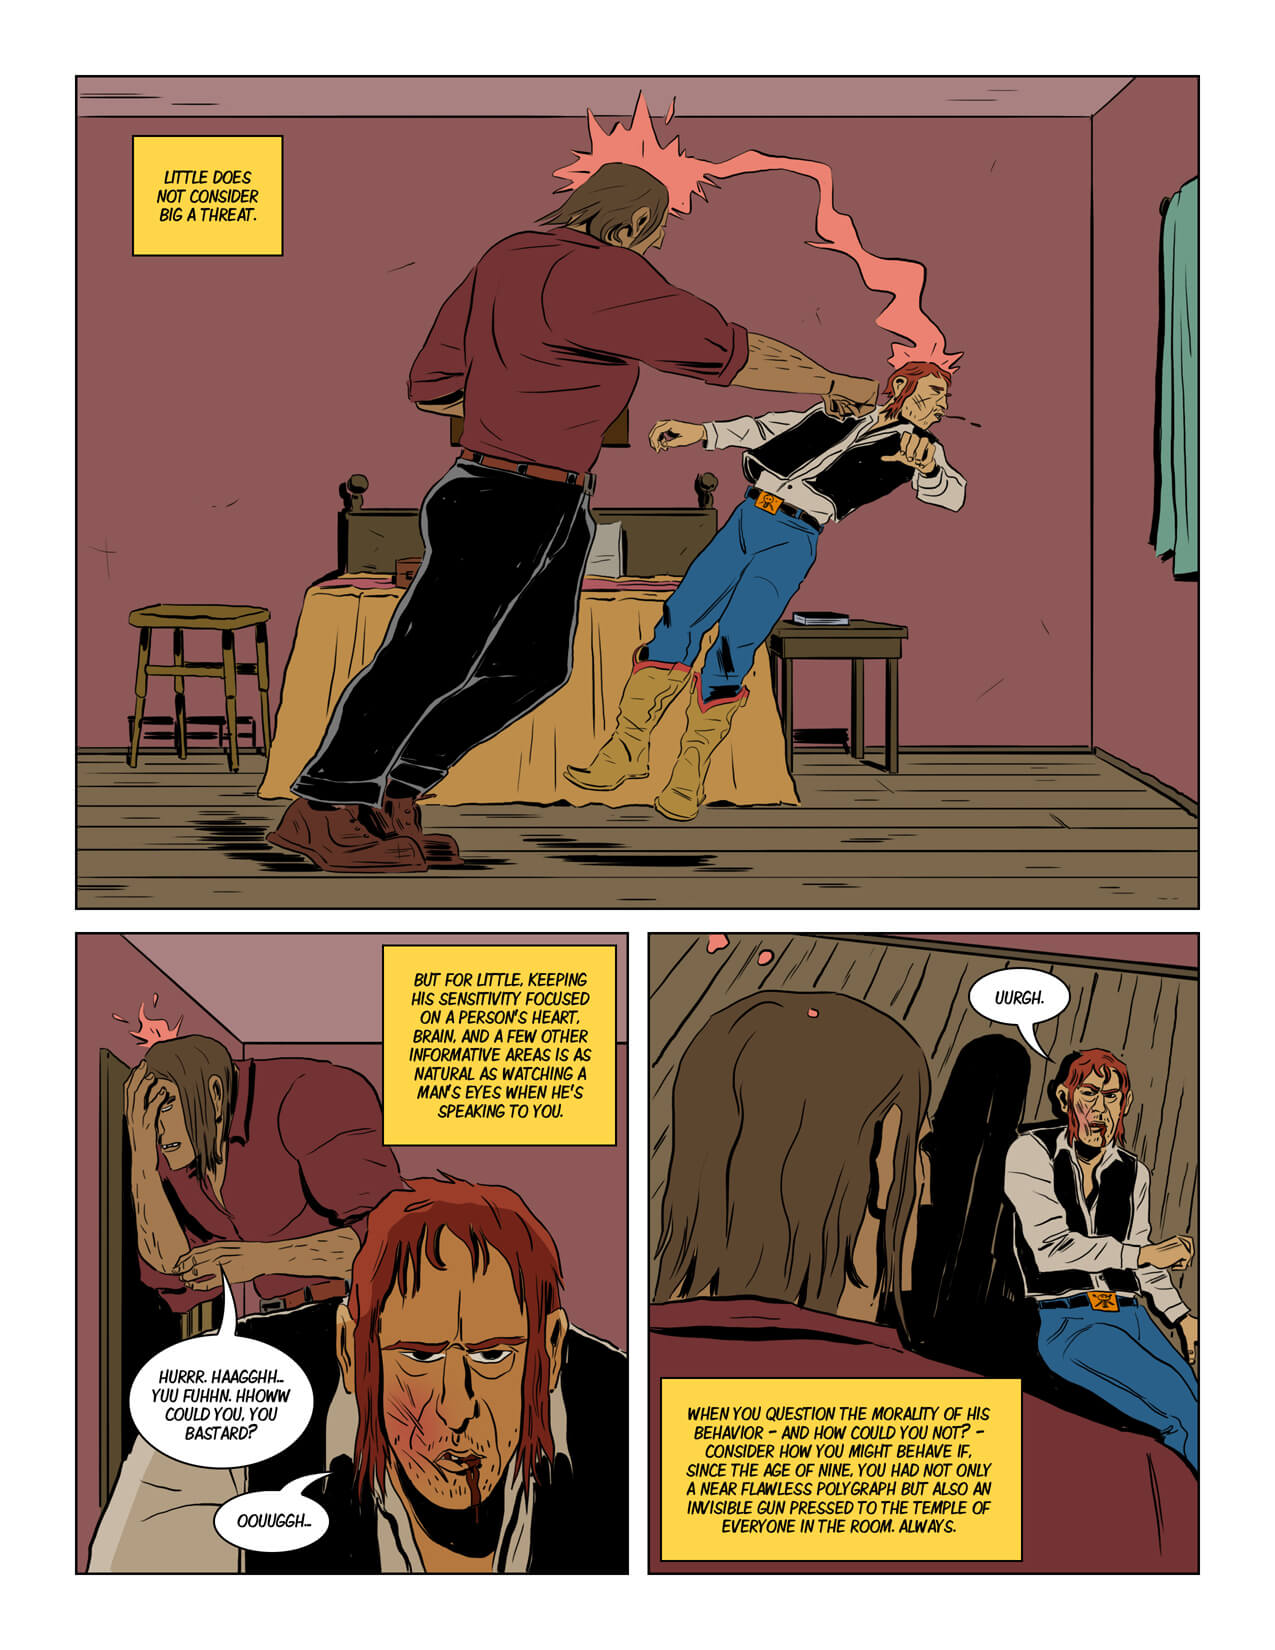 LITTLE DOES
NOT CONSIDER
BIG A THREAT.
BUT FOR LITTLE, KEEPING
HIS SENSITIVITY FOCUSED
ON A PERSON'S HEART,
BRAIN, AND A FEW OTHER
INFORMATIVE AREAS IS AS
NATURAL AS WATCHING A
MAN'S EYES WHEN HE'S
SPEAKING TO YOU.
HURRR. HAAGGHH...
YUU FUHHN. HHOWW
COULD YOU, YOU
BASTARD?
OOUUGGH...
UURGH.
WHEN YOU QUESTION THE MORALITY OF HIS
BEHAVIOR - AND HOW COULD YOU NOT? -
CONSIDER HOW YOU MIGHT BEHAVE IF,
SINCE THE AGE OF NINE, YOU HAD NOT ONLY
A NEAR FLAWLESS POLYGRAPH BUT ALSO AN
INVISIBLE GUN PRESSED TO THE TEMPLE OF
EVERYONE IN THE ROOM. ALWAYS.